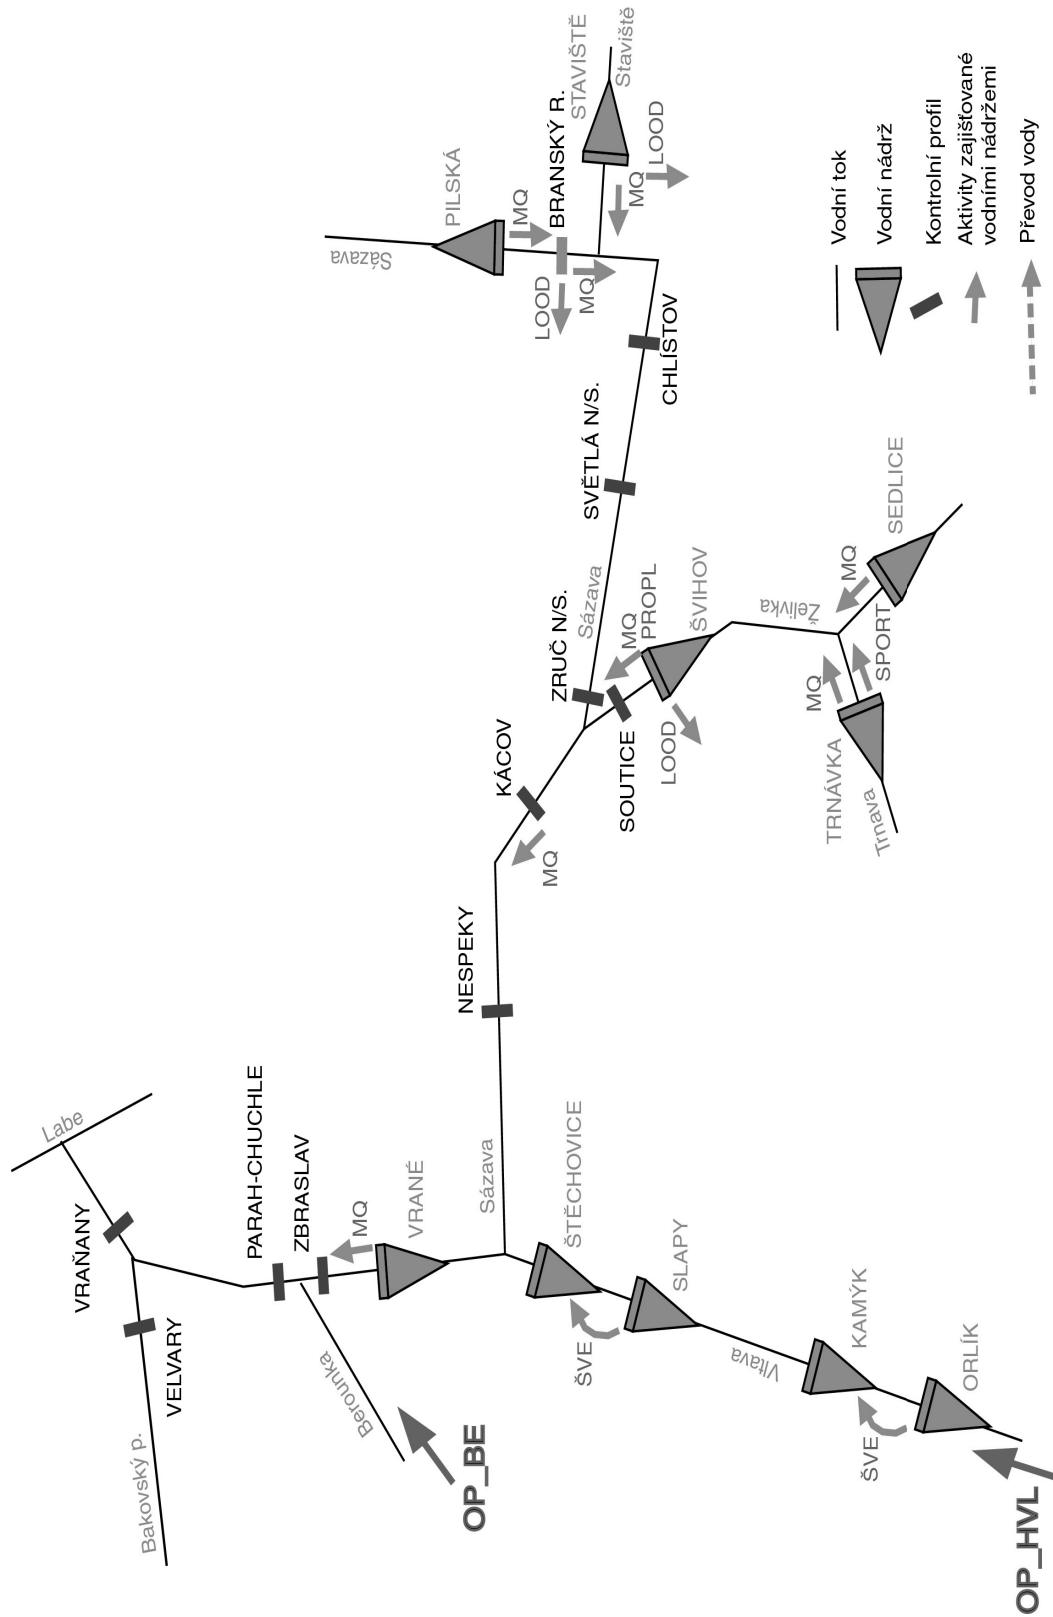 Labe
VRAŇANY
VELVARY
Bakovský p.
PARAH-CHUCHLE
ZBRASLAV
MQ
VRANÉ
Berounka
OP_BE
Sázava
ŠTĚCHOVICE
SLAPY
ŠVE
Vltava
KAMÝK
ORLÍK
ŠVE
OP_HVL
NESPEKY
KÁCOV
MQ
ZRUČ N/S.
Sázava
SOUTICE
MQ
PROPL
ŠVIHOV
LOOD
Želivka
MQ
SEDLICE
SPORT
MQ
TRNÁVKA
Trnava
SVĚTLÁ N/S.
CHLÍSTOV
PILSKÁ
Sázava
MQ
BRANSKÝ R.
LOOD
MQ
STAVIŠTĚ
Staviště
MQ
LOOD
Vodní tok
Vodní nádrž
Kontrolní profil
Aktivity zajišťované
vodními nádržemi
Převod vody